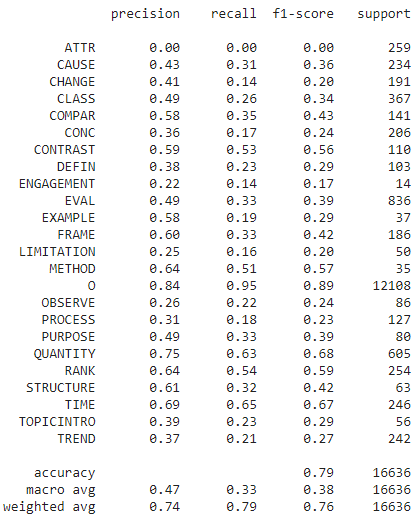 precision recall f1-score support
ATTR 0.00 0.00 0.00 259
CAUSE 0.43 0.31 0.36 234
CHANGE 0.41 0.14 0.20 191
CLASS 0.49 0.26 0.34 367
COMPAR 0.58 0.35 0.43 141
CONC 0.36 0.17 0.24 206
CONTRAST 0.59 0.53 0.56 110
DEFIN 0.38 0.23 0.29 103
ENGAGEMENT 0.22 0.14 0.17 14
EVAL 0.49 0.33 0.39 836
EXAMPLE 0.58 0.19 0.29 37
FRAME 0.60 0.33 0.42 186
LIMITATION 0.25 0.16 0.20 50
METHOD 0.64 0.51 0.57 35
O 0.84 0.95 0.89 12108
OBSERVE 0.26 0.22 0.24 86
PROCESS 0.31 0.18 0.23 127
PURPOSE 0.49 0.33 0.39 80
QUANTITY 0.75 0.63 0.68 605
RANK 0.64 0.54 0.59 254
STRUCTURE 0.61 0.32 0.42 63
TIME 0.69 0.65 0.67 246
TOPICINTRO 0.39 0.23 0.29 56
TREND 0.37 0.21 0.27 242
accuracy 0.79 16636
macro avg 0.47 0.33 0.38 16636
weighted avg 0.74 0.79 0.76 16636